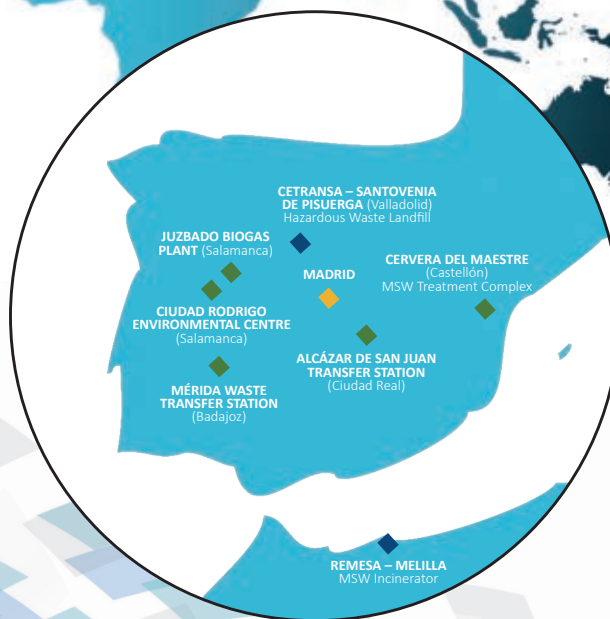 CETRANSA – SANTOVENIA
DE PISUERGA (Valladolid)
Hazardous Waste Landfill
JUZBADO BIOGAS
PLANT (Salamanca)
MADRID
CERVERA DEL MAESTRE
(Castellón)
MSW Treatment Complex
CIUDAD RODRIGO
ENVIRONMENTAL CENTRE
(Salamanca)
ALCÁZAR DE SAN JUAN
TRANSFER STATION
(Ciudad Real)
MÉRIDA WASTE
TRANSFER STATION
(Badajoz)
REMESA – MELILLA
MSW Incinerator